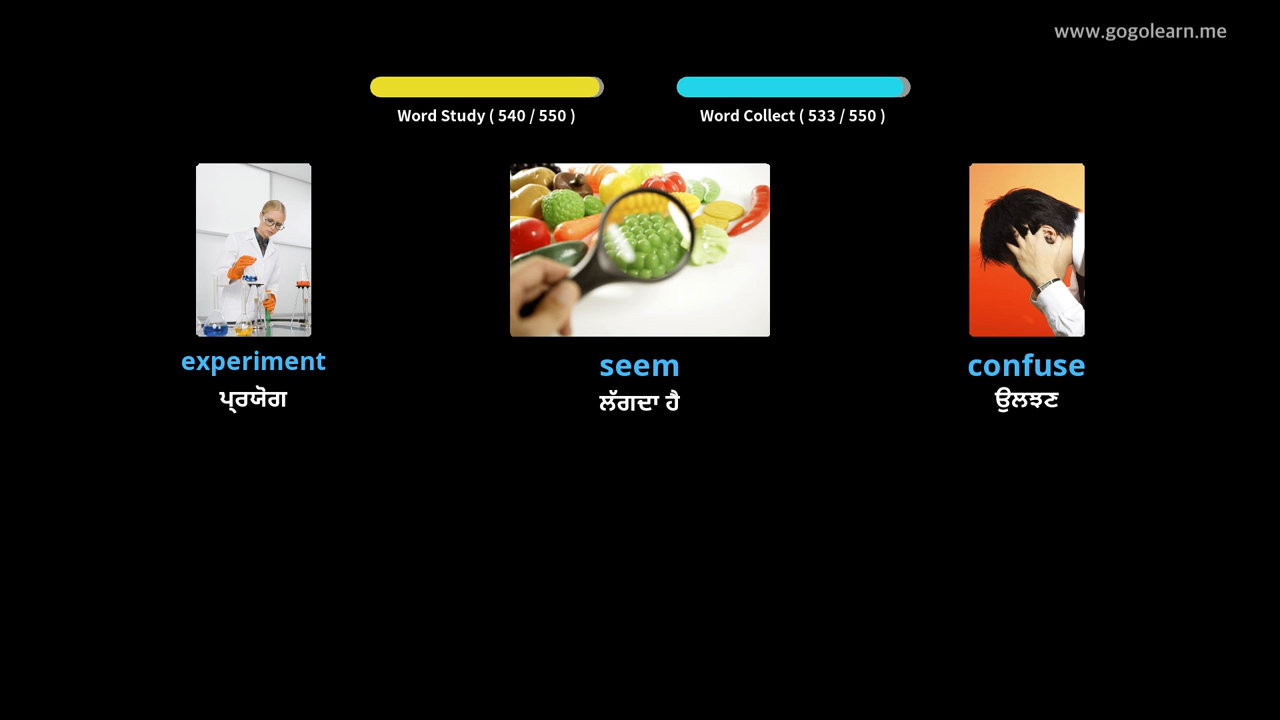 www.gogolearn.me
Word Study ( 540 / 550 )
Word Collect ( 533 / 550 )
experiment
ਪ੍ਰਯੋਗ
seem
ਲੱਗਦਾ ਹੈ
confuse
ਉਲਝਣ